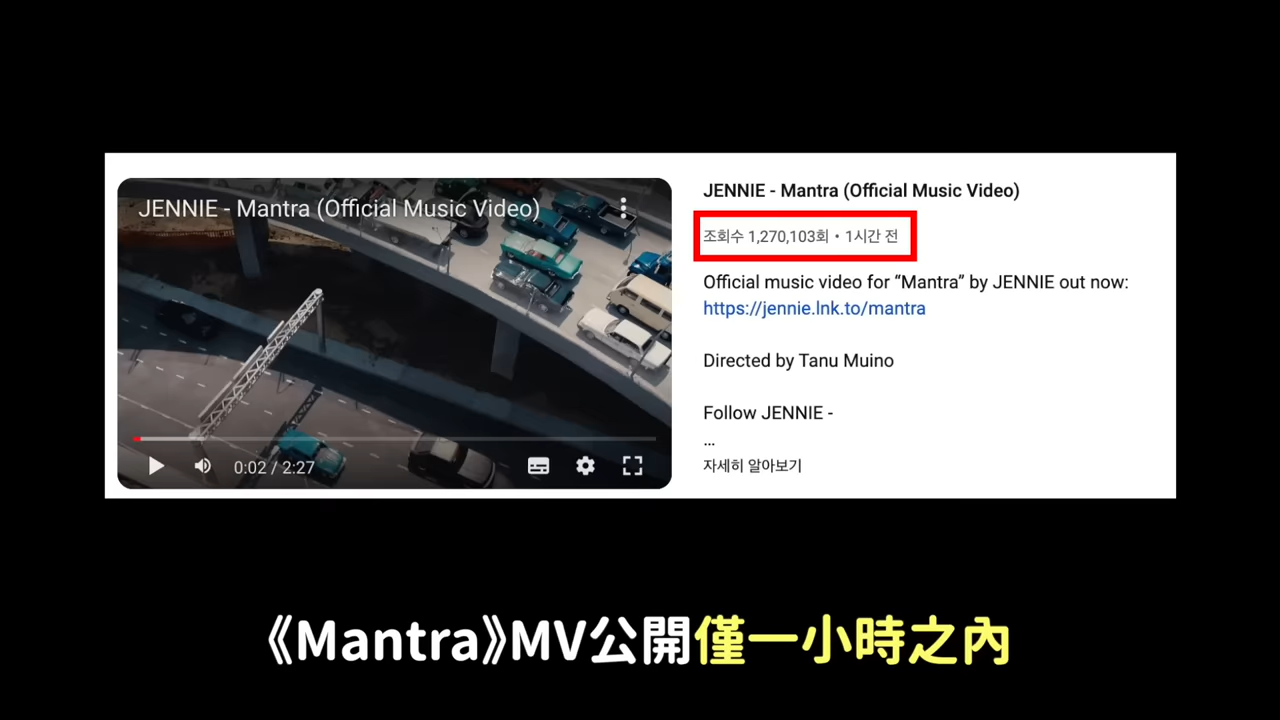 JENNIE - Mantra (Official Music Video)
0:02 / 2:27
JENNIE - Mantra (Official Music Video)
조회수 1,270,103회 • 1시간 전
Official music video for “Mantra” by JENNIE out now:
https://jennie.lnk.to/mantra
Directed by Tanu Muino
Follow JENNIE -
...
자세히 알아보기
《Mantra》MV公開僅一小時之內